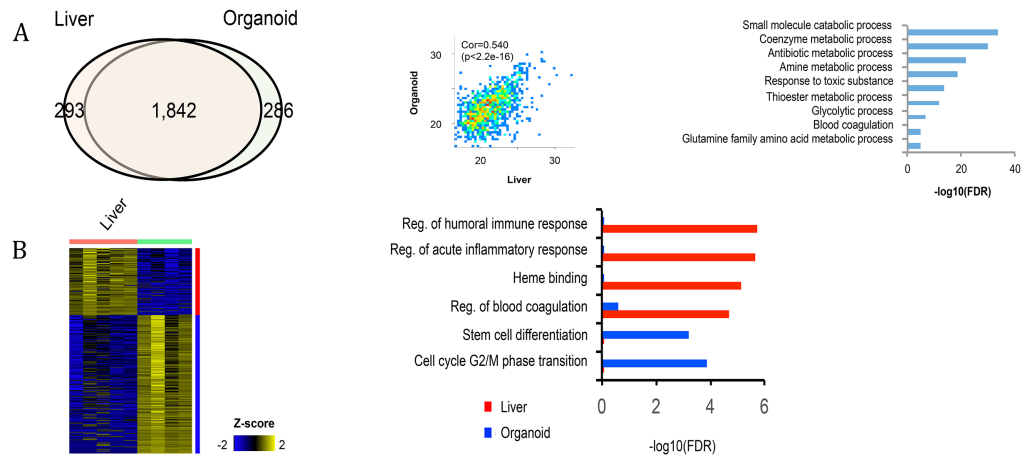 A
Liver
Organoid
293
1,842
286
Cor=0.540
(p<2.2e-16)
Organoid
30
25
20
20
30
Liver
Small molecule catabolic process
Coenzyme metabolic process
Antibiotic metabolic process
Amine metabolic process
Response to toxic substance
Thioester metabolic process
Glycolytic process
Blood coagulation
Glutamine family amino acid metabolic process
0
20
40
-log10(FDR)
B
Liver
Z-score
-2
2
Reg. of humoral immune response
Reg. of acute inflammatory response
Heme binding
Reg. of blood coagulation
Stem cell differentiation
Cell cycle G2/M phase transition
0
2
4
6
Liver
Organoid
-log10(FDR)